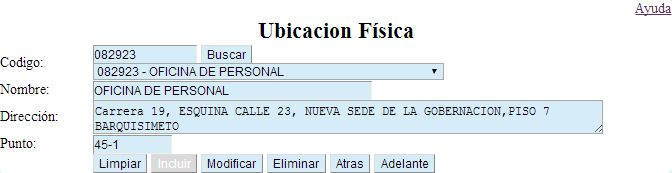 Ayuda
Ubicacion Física
Codigo:
082923 Buscar
082923 - OFICINA DE PERSONAL
Nombre: OFICINA DE PERSONAL
Dirección: Carrera 19, ESQUINA CALLE 23, NUEVA SEDE DE LA GOBERNACION,PISO 7
BARQUISIMETO
Punto: 45-1
Limpiar Incluir Modificar Eliminar Atras Adelante